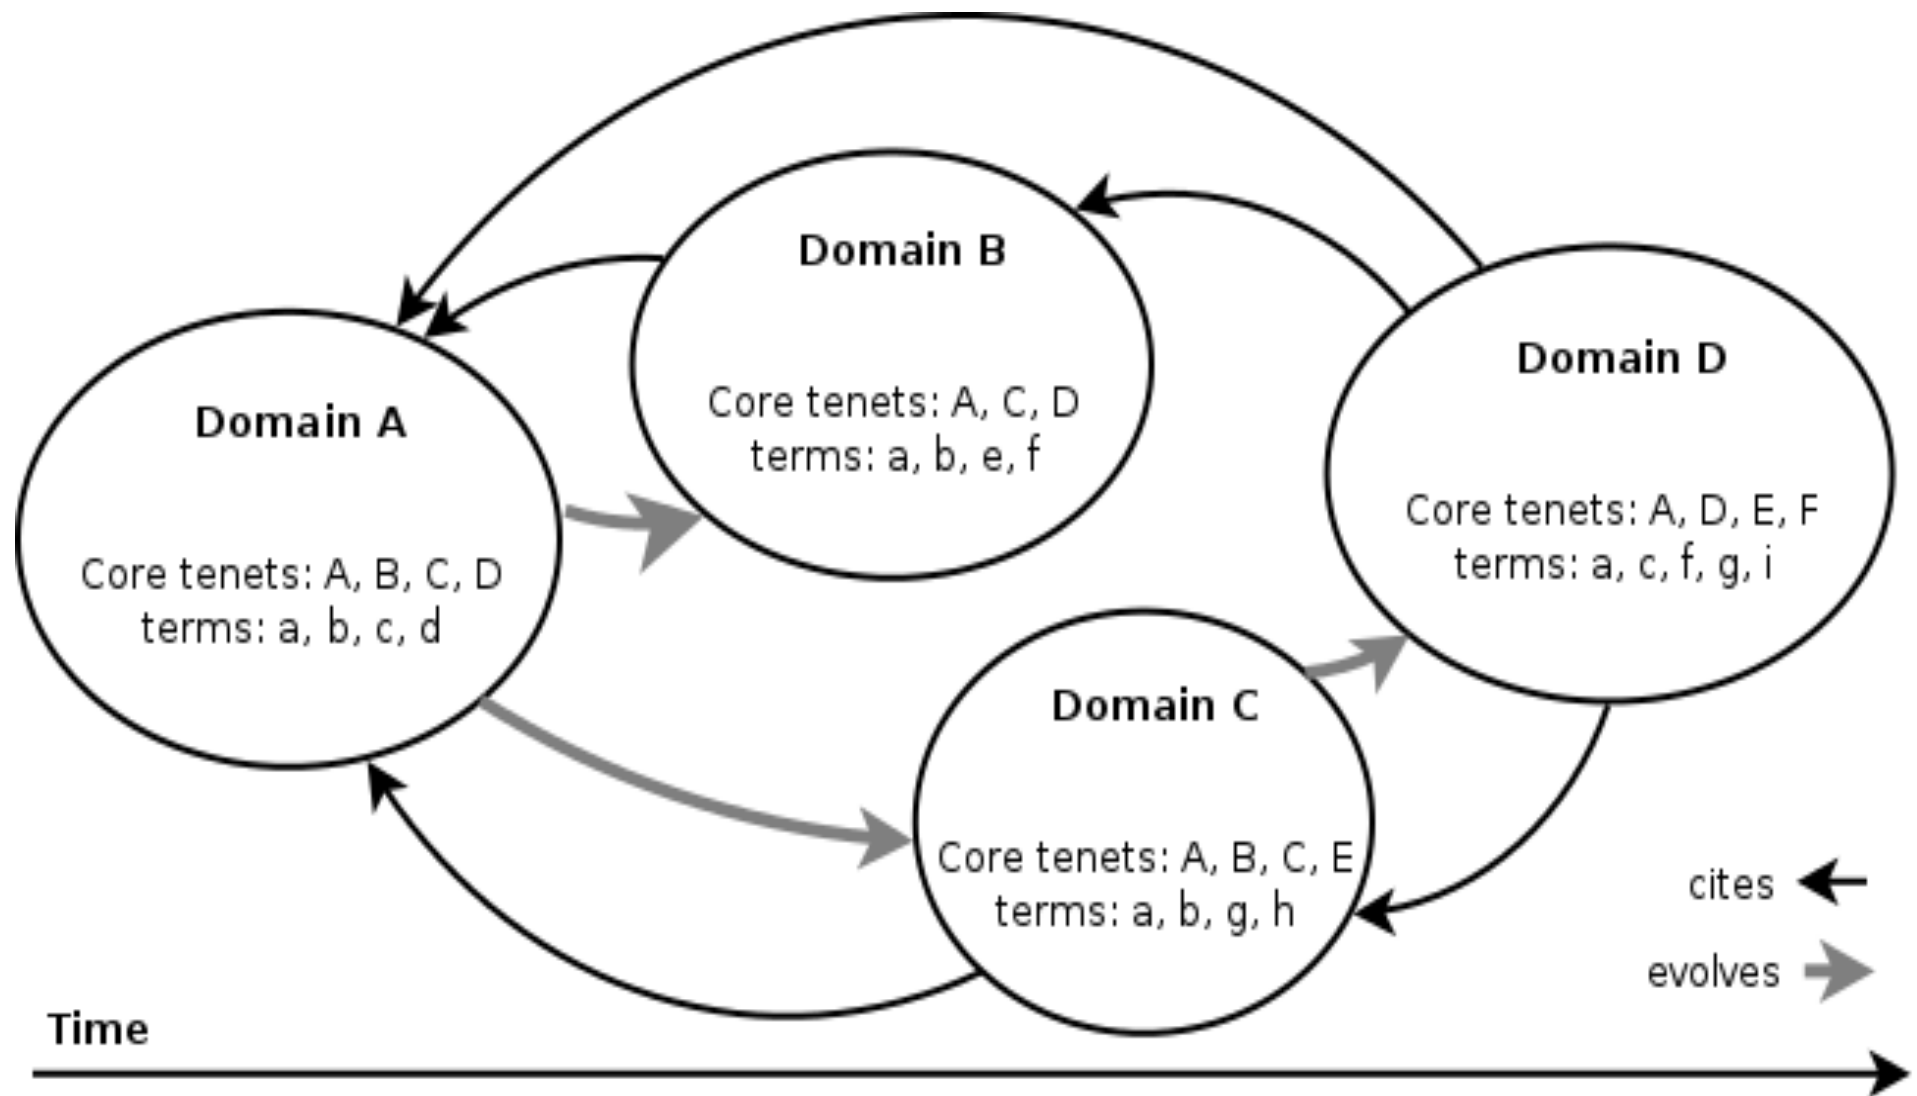 Domain B
Core tenets: A, C, D
terms: a, b, e, f
Domain D
Core tenets: A, D, E, F
terms: a, c, f, g, i
Domain A
Core tenets: A, B, C, D
terms: a, b, c, d
Domain C
Core tenets: A, B, C, E
terms: a, b, g, h
cites
evolves
Time